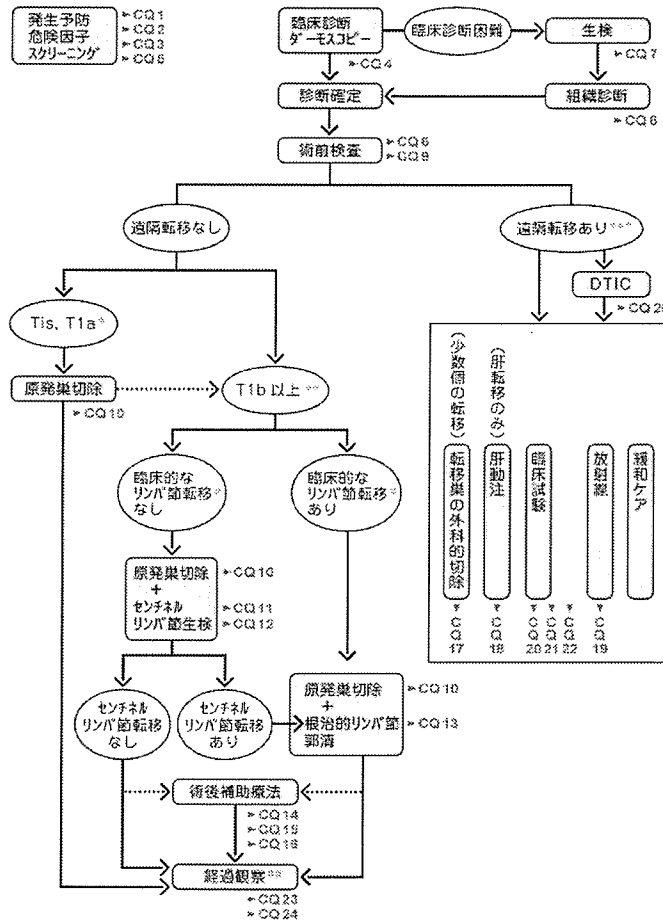 発生予防
危険因子
スクリーニング
➢CQ1
➢CQ2
➢CQ3
➢CQ5
臨床診断
ダーモスコピー
➢CQ4
臨床診断困難
生検
➢CQ7
診断確定
組織診断
➢CQ6
術前検査
➢CQ8
➢CQ9
遠隔転移なし
遠隔転移あり***
DTIC
Tis、T1a*
原発巣切除
➢CQ10
T1b 以上**
臨床的な
リンパ節転移*
なし
臨床的な
リンパ節転移*
あり
原発巣切除
+
センチネル
リンパ節生検
➢CQ10
➢CQ11
➢CQ12
センチネル
リンパ節転移
なし
センチネル
リンパ節転移
あり
原発巣切除
+
根治的リンパ節
郭清
➢CQ10
➢CQ13
術後補助療法
➢CQ14
➢CQ15
➢CQ16
経過観察**
➢CQ23
➢CQ24
(少数個の転移)
転移巣の外科的切除
CQ17
(肝転移のみ)
肝動注
CQ18
臨床試験
CQ20
CQ21
CQ22
放射線
CQ19
緩和ケア